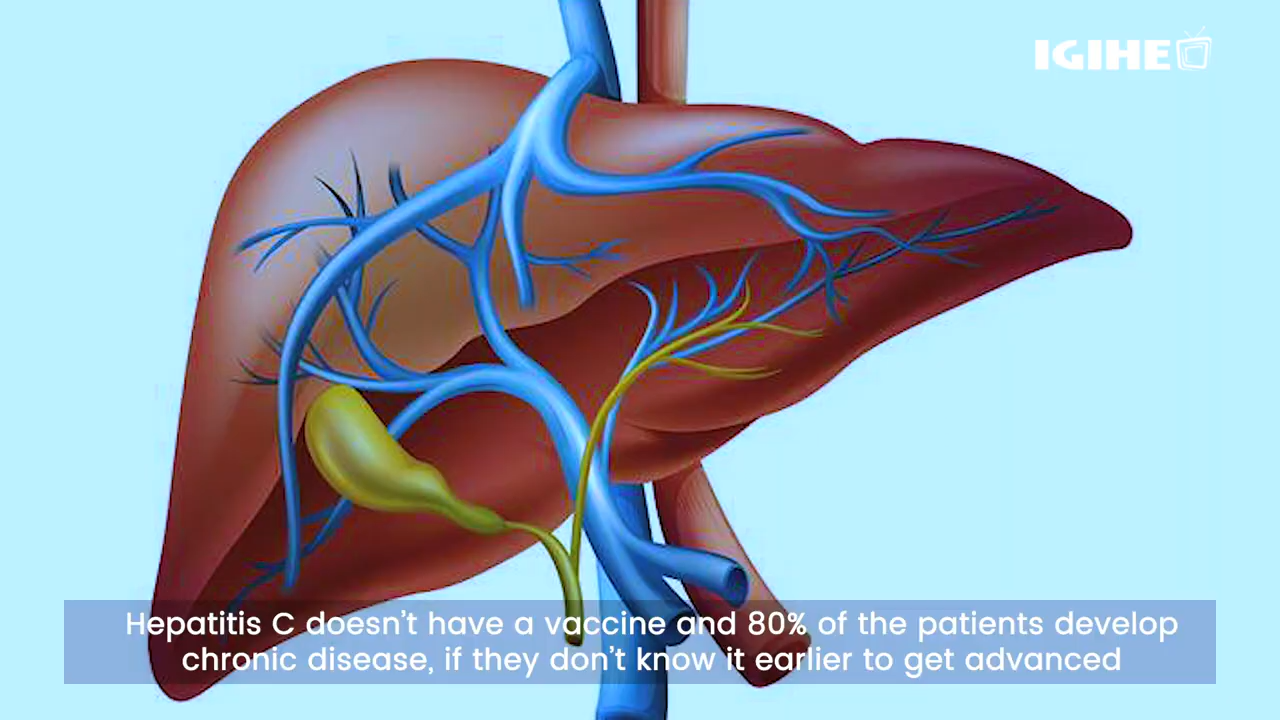 IGIHE
Hepatitis C doesn't have a vaccine and 80% of the patients develop
chronic disease, if they don't know it earlier to get advanced